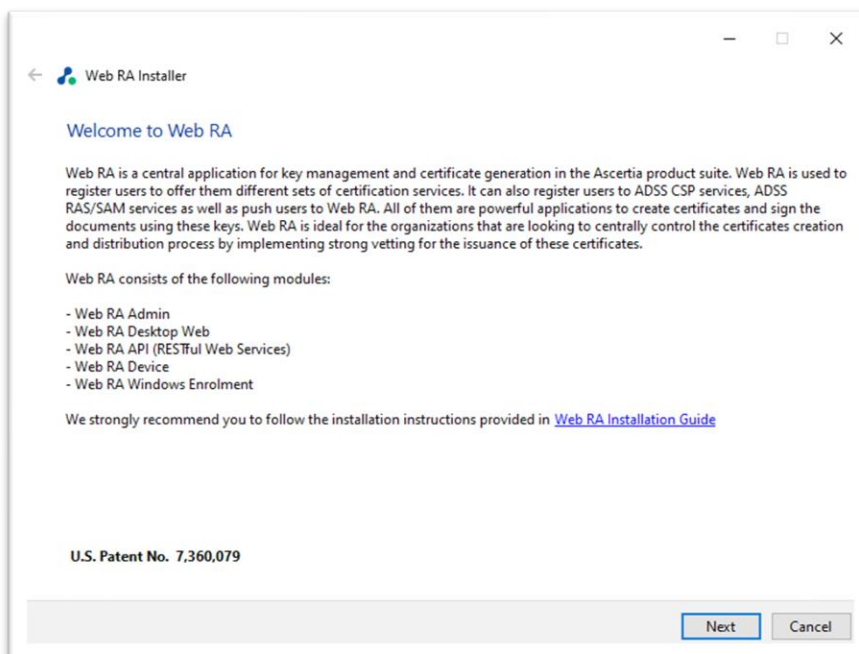 Web RA Installer
Welcome to Web RA
Web RA is a central application for key management and certificate generation in the Ascertia product suite. Web RA is used to
register users to offer them different sets of certification services. It can also register users to ADSS CSP services, ADSS
RAS/SAM services as well as push users to Web RA. All of them are powerful applications to create certificates and sign the
documents using these keys. Web RA is ideal for the organizations that are looking to centrally control the certificates creation
and distribution process by implementing strong vetting for the issuance of these certificates.
Web RA consists of the following modules:
- Web RA Admin
- Web RA Desktop Web
- Web RA API (RESTful Web Services)
- Web RA Device
- Web RA Windows Enrolment
We strongly recommend you to follow the installation instructions provided in Web RA Installation Guide
U.S. Patent No. 7,360,079
Next Cancel